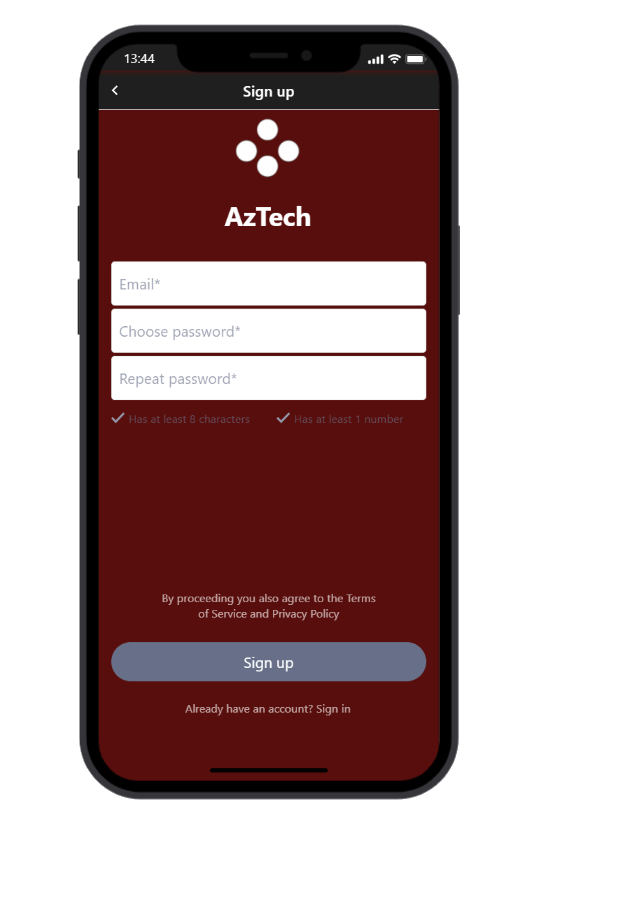 13:44
Sign up
AzTech
Email*
Choose password*
Repeat password*
Has at least 8 characters Has at least 1 number
By proceeding you also agree to the Terms
of Service and Privacy Policy
Sign up
Already have an account? Sign in